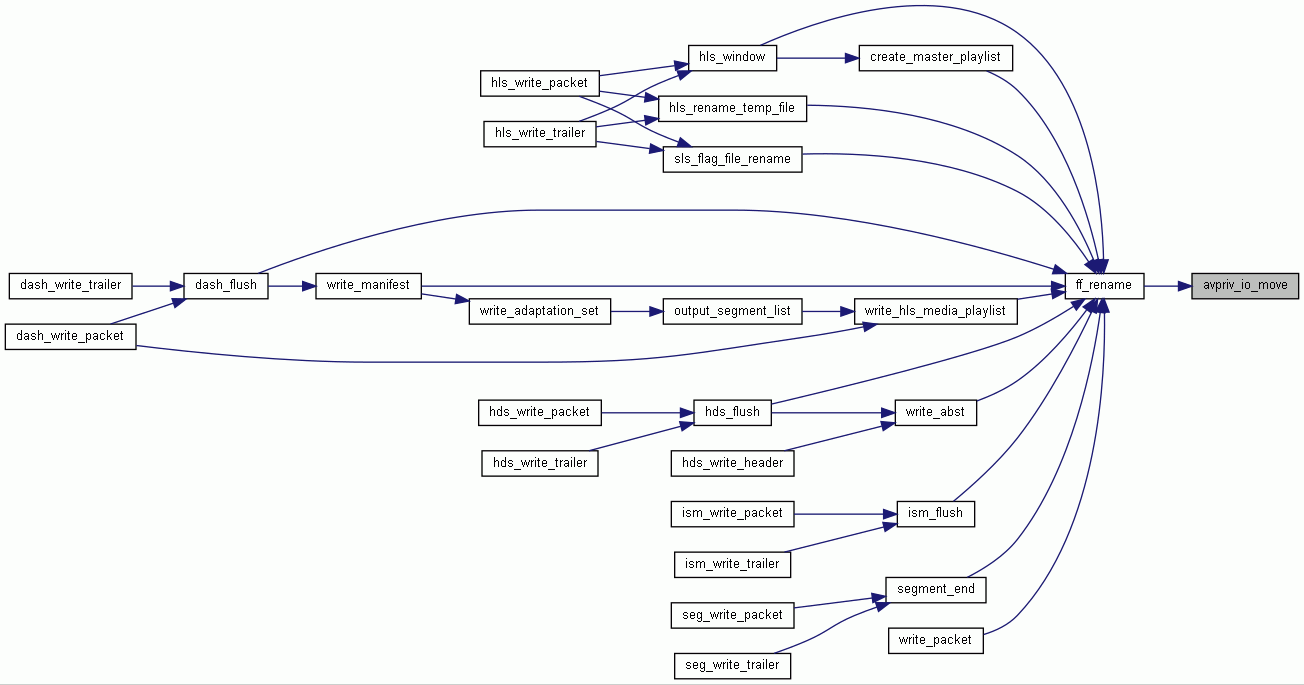 hls_window
create_master_playlist
hls_write_packet
hls_rename_temp_file
hls_write_trailer
sls_flag_file_rename
dash_write_trailer
dash_flush
write_manifest
ff_rename
avpriv_io_move
write_adaptation_set
output_segment_list
write_hls_media_playlist
dash_write_packet
hds_write_packet
hds_flush
write_abst
hds_write_trailer
hds_write_header
ism_write_packet
ism_flush
ism_write_trailer
segment_end
seg_write_packet
write_packet
seg_write_trailer